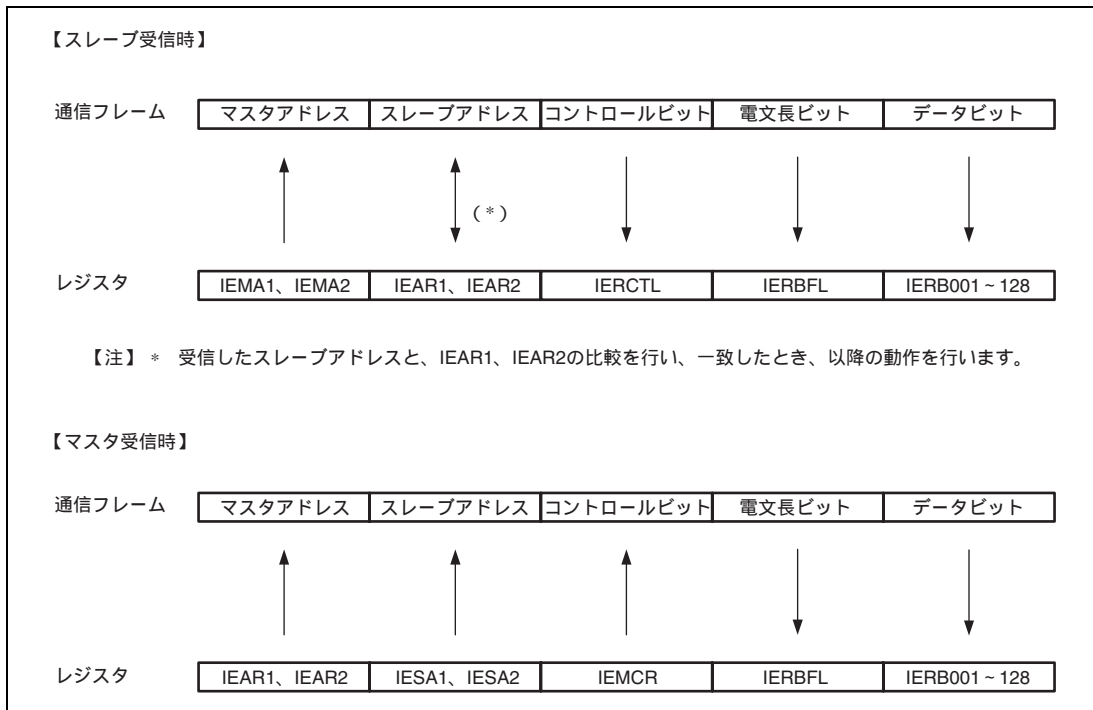 【スレーブ受信時】
通信フレーム マスタアドレス スレーブアドレス コントロールビット 電文長ビット データビット
（*）
レジスタ IEMA1、IEMA2 IEAR1、IEAR2 IERCTL IERBFL IERB001～128
【注】 * 受信したスレーブアドレスと、IEAR1、IEAR2の比較を行い、一致したとき、以降の動作を行います。
【マスタ受信時】
通信フレーム マスタアドレス スレーブアドレス コントロールビット 電文長ビット データビット
レジスタ IEAR1、IEAR2 IESA1、IESA2 IEMCR IERBFL IERB001～128